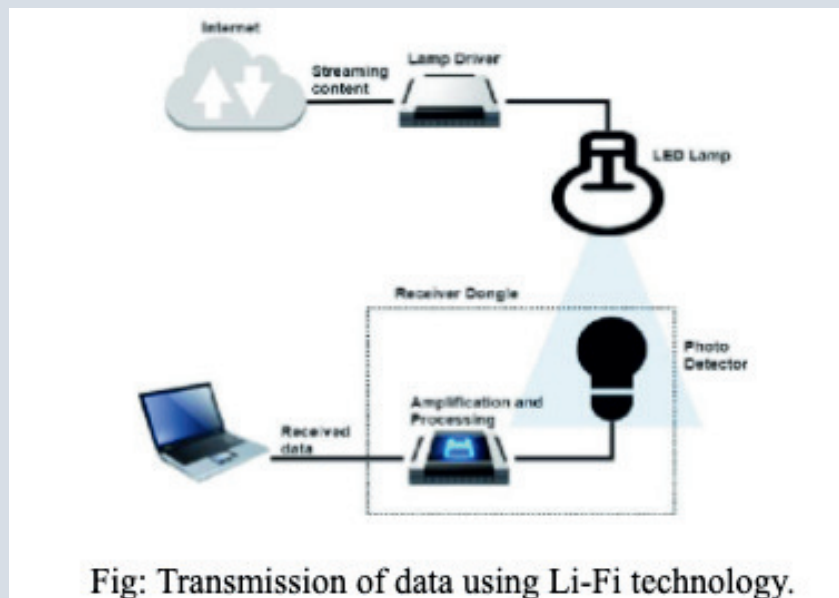 Internet
Streaming
content
Lamp Driver
LED Lamp
Receiver Dongle
Photo
Detector
Amplification and
Processing
Received
data
Fig: Transmission of data using Li-Fi technology.